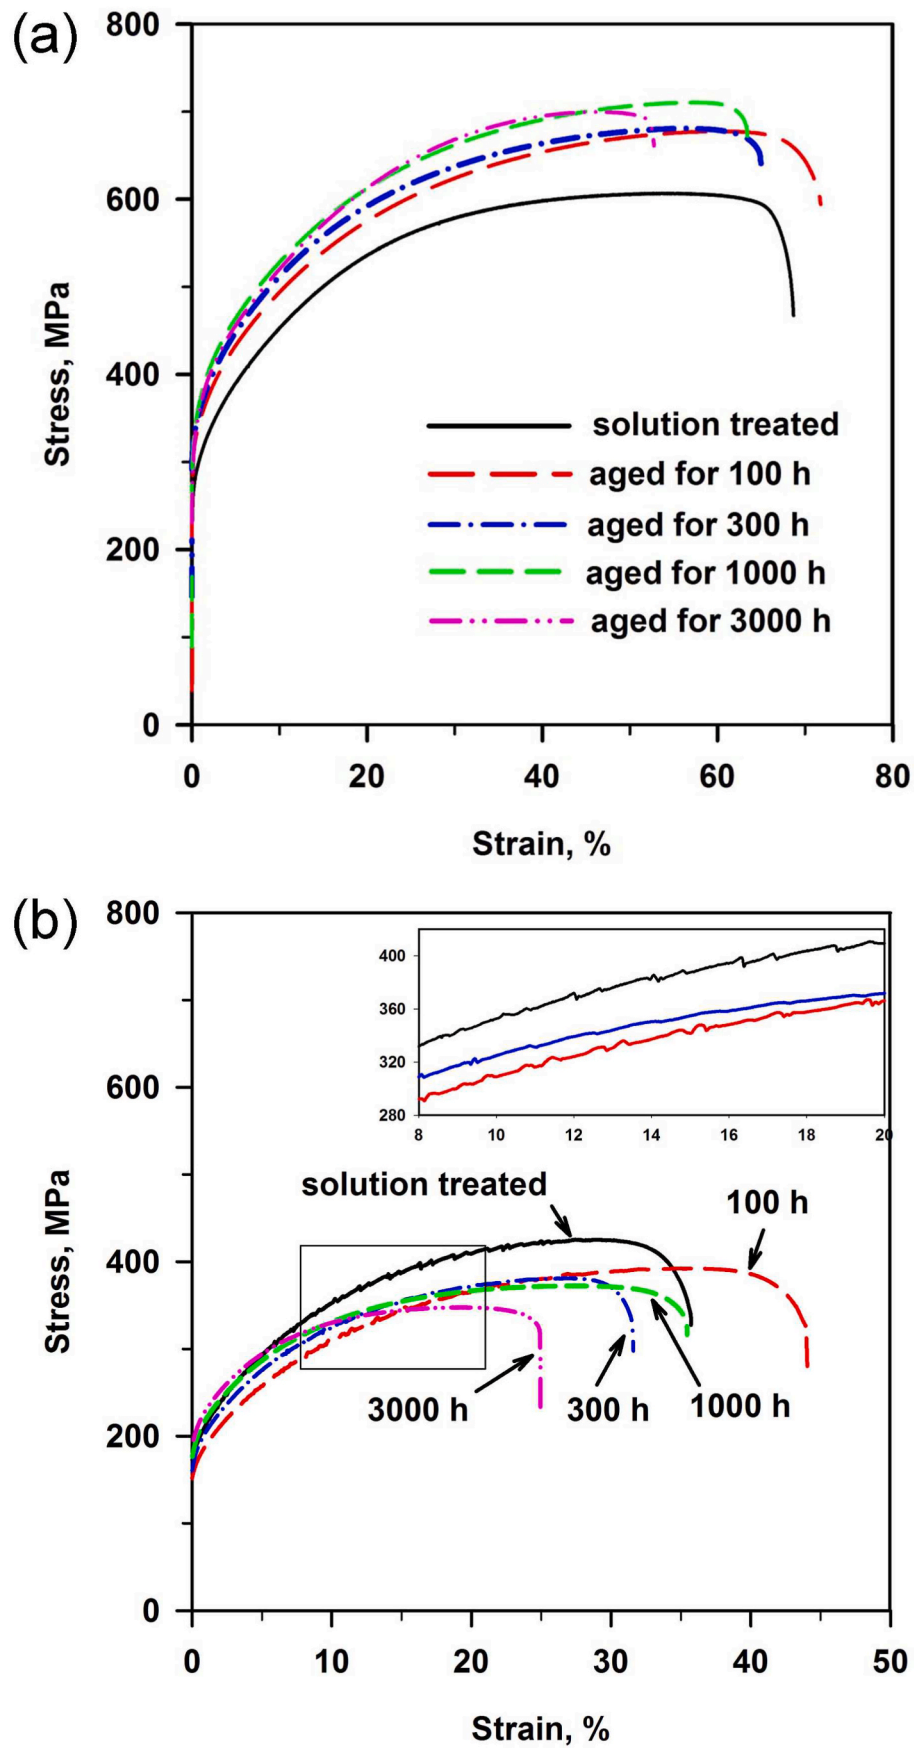 (a)
800
600
400
200
0
Stress, MPa
solution treated
aged for 100 h
aged for 300 h
aged for 1000 h
aged for 3000 h
0 20 40 60 80
Strain, %
(b)
800
600
400
200
0
Stress, MPa
400
360
320
280
8 10 12 14 16 18 20
solution treated
100 h
3000 h
300 h
1000 h
0 10 20 30 40 50
Strain, %